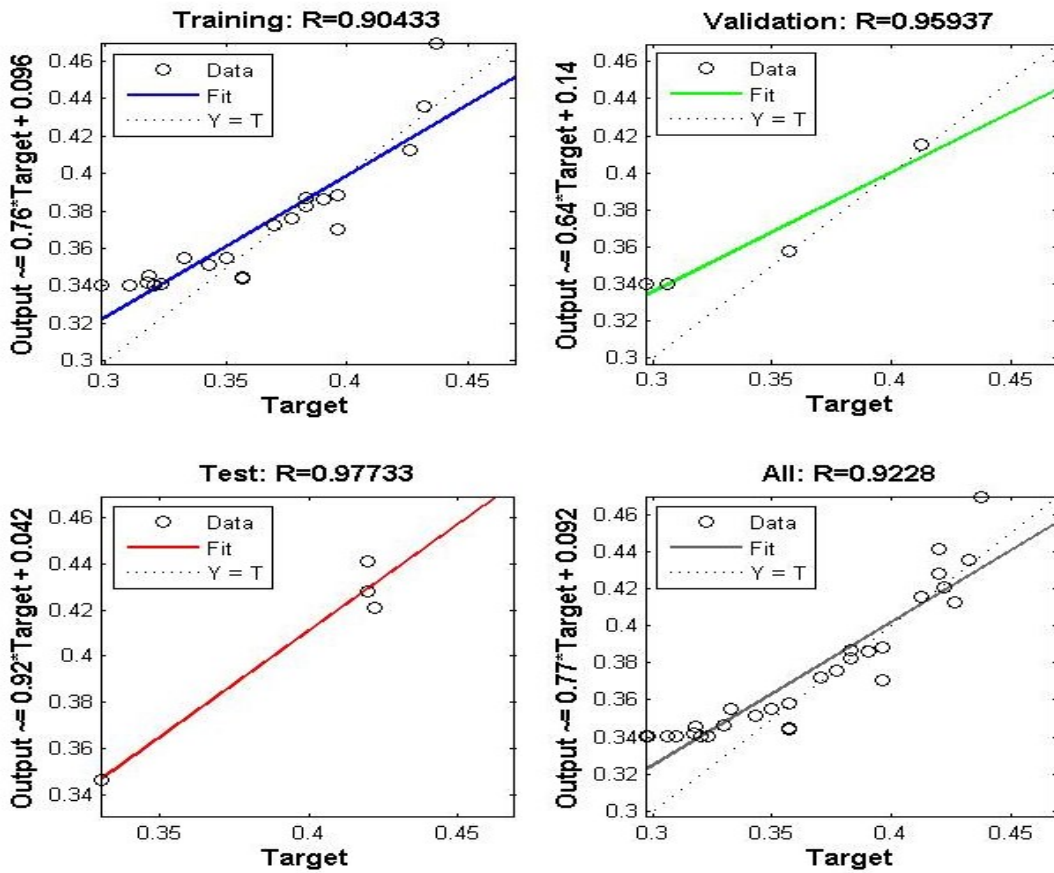 Training: R=0.90433
Output ~= 0.76*Target + 0.096
0.46
0.44
0.42
0.4
0.38
0.36
0.34
0.32
0.3
Data
Fit
Y = T
0.3 0.35 0.4 0.45
Target
Validation: R=0.95937
Output ~= 0.64*Target + 0.14
0.46
0.44
0.42
0.4
0.38
0.36
0.34
0.32
0.3
Data
Fit
Y = T
0.3 0.35 0.4 0.45
Target
Test: R=0.97733
Output ~= 0.92*Target + 0.042
0.46
0.44
0.42
0.4
0.38
0.36
0.34
Data
Fit
Y = T
0.35 0.4 0.45
Target
All: R=0.9228
Output ~= 0.77*Target + 0.092
0.46
0.44
0.42
0.4
0.38
0.36
0.34
0.32
0.3
Data
Fit
Y = T
0.3 0.35 0.4 0.45
Target